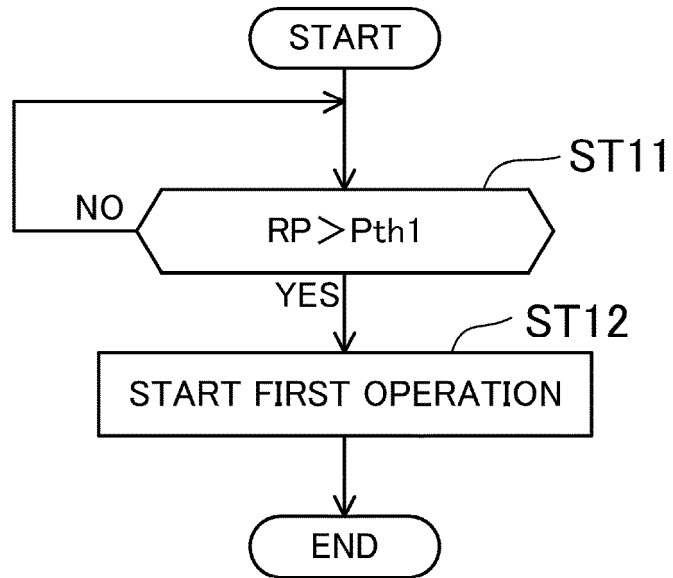 START
ST11
NO
RP＞Pth1
YES
ST12
START FIRST OPERATION
END